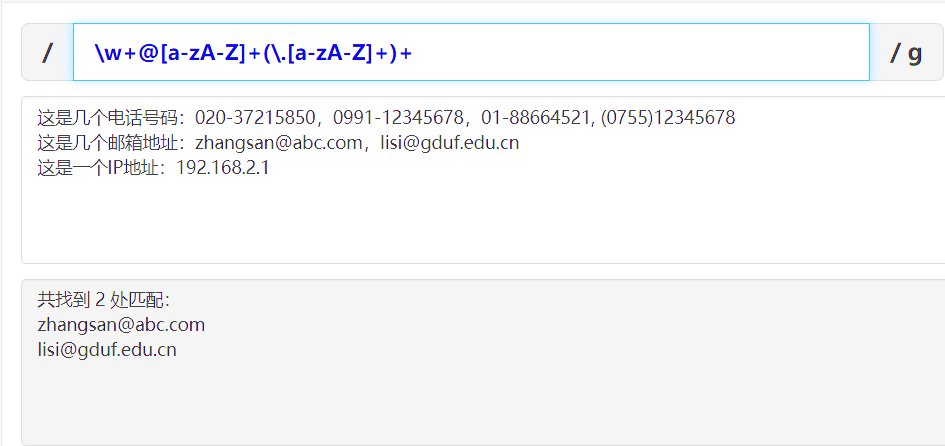 / \w+@[a-zA-Z]+(\.[a-zA-Z]+)+ / g
这是几个电话号码：020-37215850，0991-12345678，01-88664521, (0755)12345678
这是几个邮箱地址：zhangsan@abc.com，lisi@gduf.edu.cn
这是一个IP地址：192.168.2.1
共找到 2 处匹配：
zhangsan@abc.com
lisi@gduf.edu.cn